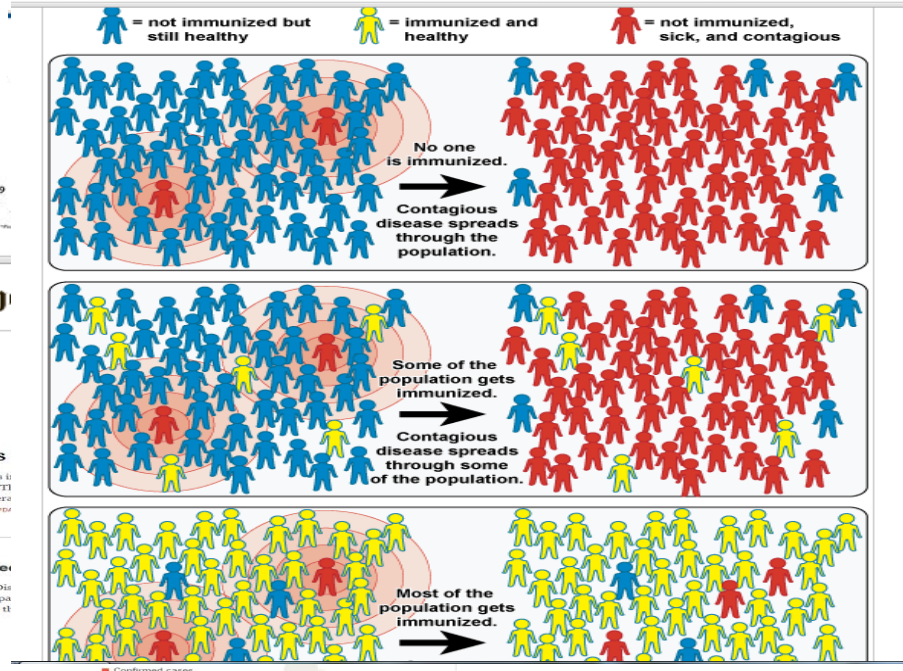 = not immunized but
still healthy
= immunized and
healthy
= not immunized,
sick, and contagious
No one
is immunized.
Contagious
disease spreads
through the
population.
Some of the
population gets
immunized.
Contagious
disease spreads
through some
of the population.
Most of the
population gets
immunized.
Confirmed cases